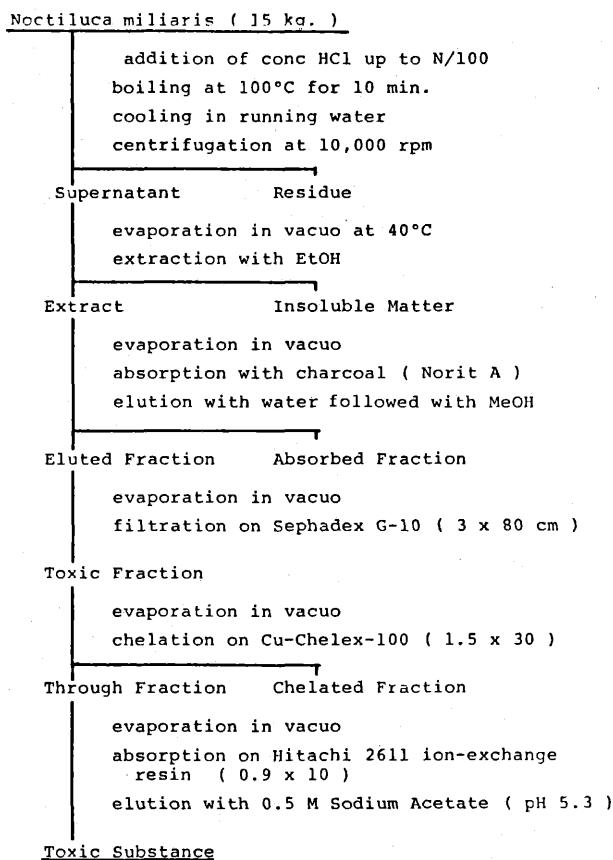 Noctiluca miliaris ( 15 kg. )
addition of conc HCl up to N/100
boiling at 100°C for 10 min.
cooling in running water
centrifugation at 10,000 rpm
Supernatant Residue
evaporation in vacuo at 40°C
extraction with EtOH
Extract Insoluble Matter
evaporation in vacuo
absorption with charcoal ( Norit A )
elution with water followed with MeOH
Eluted Fraction Absorbed Fraction
evaporation in vacuo
filtration on Sephadex G-10 ( 3 x 80 cm )
Toxic Fraction
evaporation in vacuo
chelation on Cu-Chelex-100 ( 1.5 x 30 )
Through Fraction Chelated Fraction
evaporation in vacuo
absorption on Hitachi 2611 ion-exchange
resin ( 0.9 x 10 )
elution with 0.5 M Sodium Acetate ( pH 5.3 )
Toxic Substance